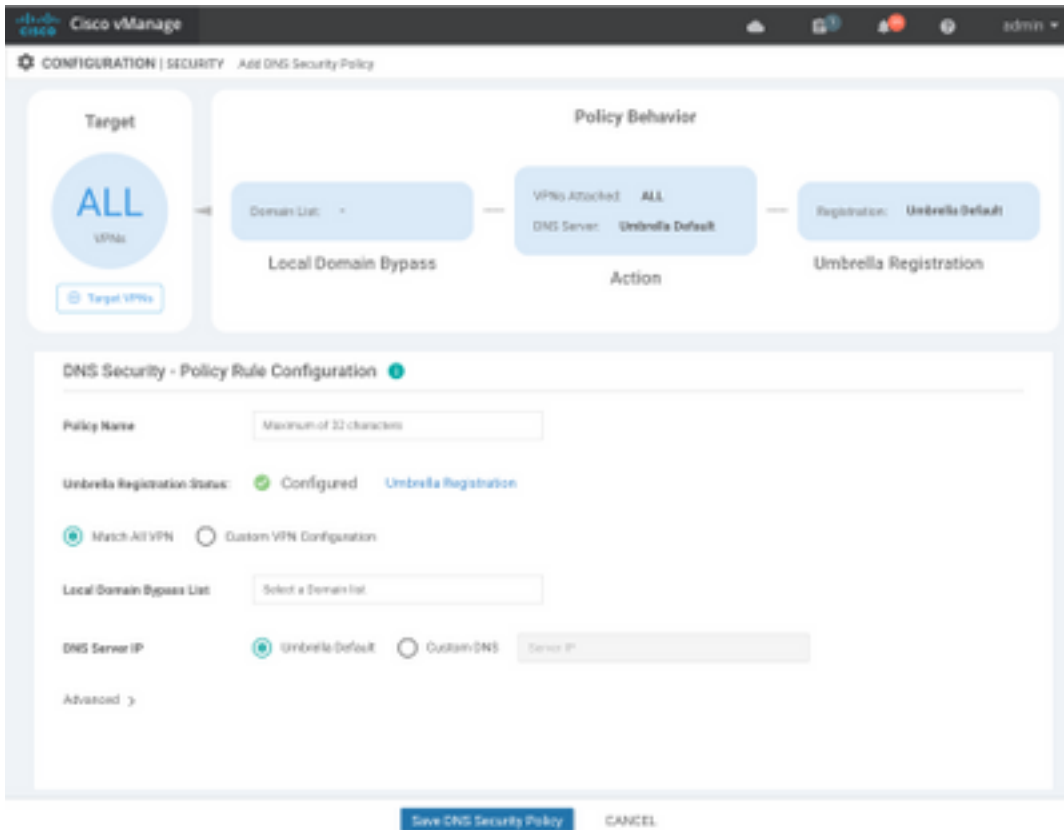 cisco Cisco vManage admin
CONFIGURATION | SECURITY Add DNS Security Policy
Target
Policy Behavior
ALL
VPNs
Target VPNs
Domain List: -
Local Domain Bypass
VPNs Attached: ALL
DNS Server: Umbrella Default
Action
Registration: Umbrella Default
Umbrella Registration
DNS Security - Policy Rule Configuration
Policy Name Maximum of 32 characters
Umbrella Registration Status: Configured Umbrella Registration
Match All VPN Custom VPN Configuration
Local Domain Bypass List Select a Domain list
DNS Server IP Umbrella Default Custom DNS Server IP
Advanced >
Save DNS Security Policy CANCEL